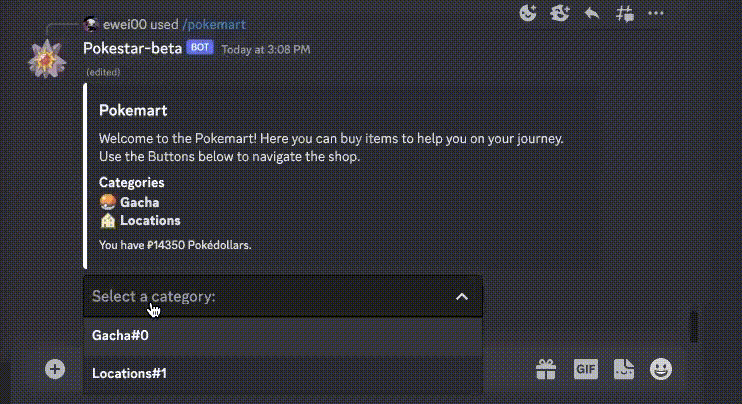 ewei00 used /pokemart
Pokestar-beta BOT Today at 3:08 PM
(edited)
Pokemart
Welcome to the Pokemart! Here you can buy items to help you on your journey.
Use the Buttons below to navigate the shop.
Categories
Gacha
Locations
You have ₽14350 Pokédollars.
Select a category:
Gacha#0
Locations#1
GIF